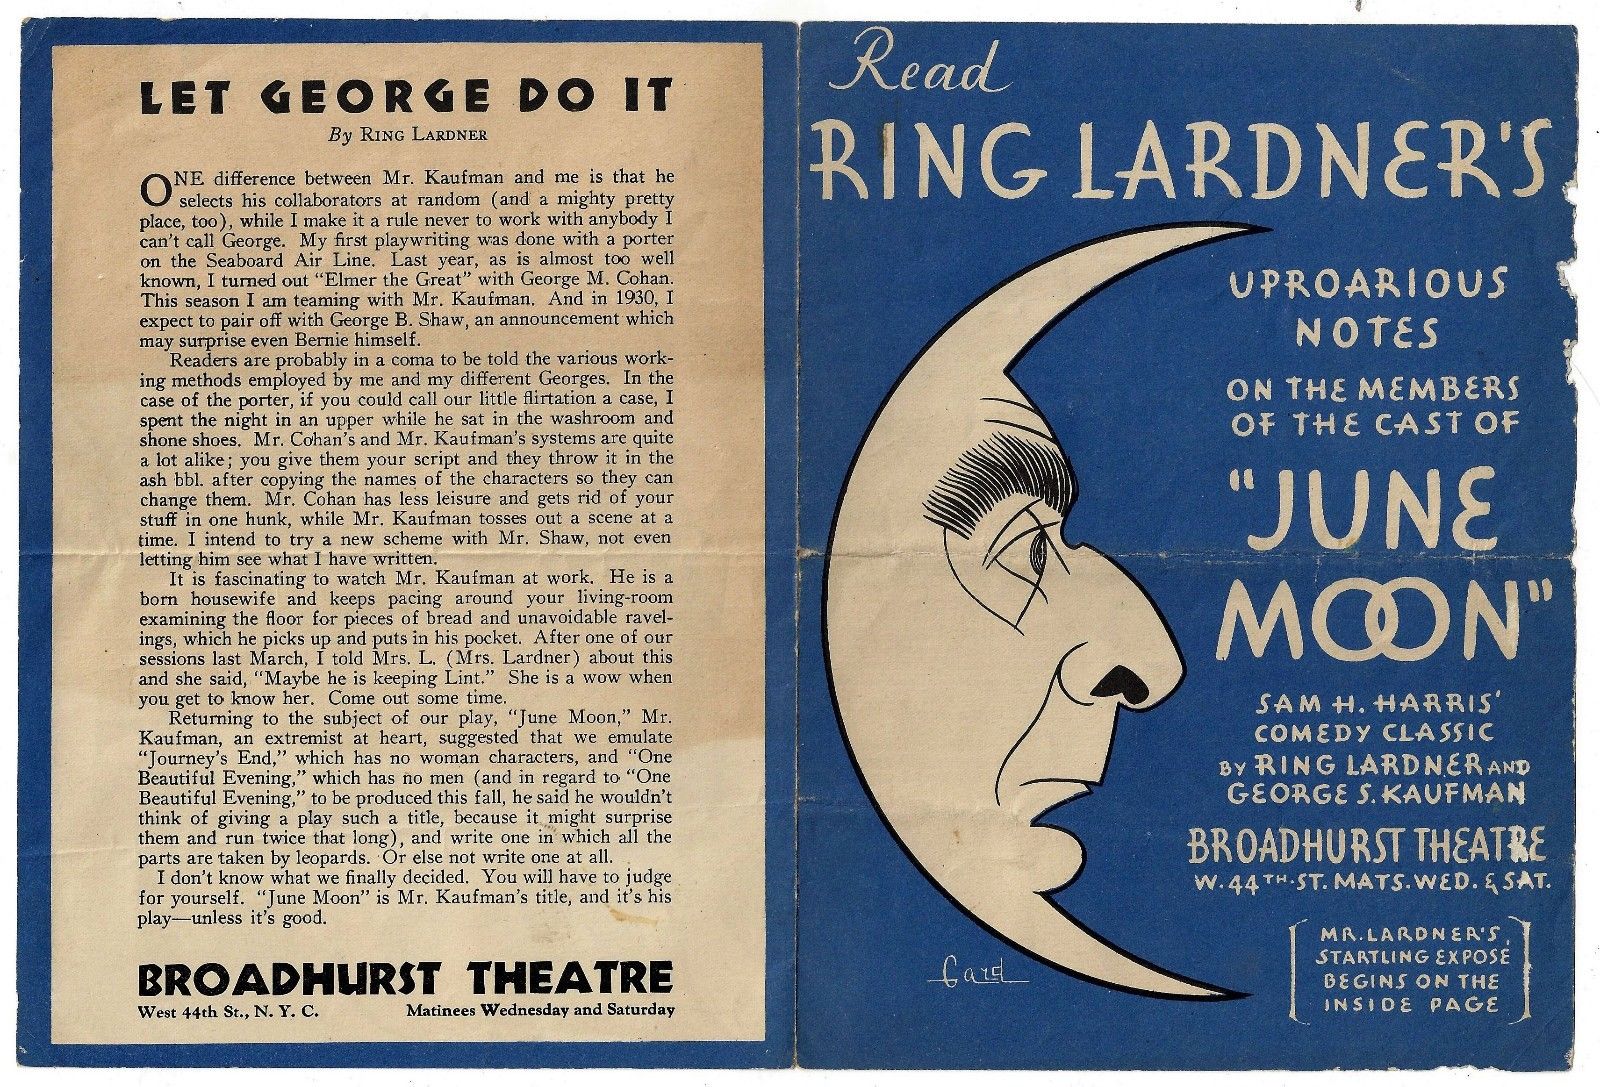 LET GEORGE DO IT
By RING LARDNER
ONE difference between Mr. Kaufman and me is that he
selects his collaborators at random (and a mighty pretty
place, too), while I make it a rule never to work with anybody I
can't call George. My first playwriting was done with a porter
on the Seaboard Air Line. Last year, as is almost too well
known, I turned out "Elmer the Great" with George M. Cohan.
This season I am teaming with Mr. Kaufman. And in 1930, I
expect to pair off with George B. Shaw, an announcement which
may surprise even Bernie himself.
Readers are probably in a coma to be told the various work-
ing methods employed by me and my different Georges. In the
case of the porter, if you could call our little flirtation a case, I
spent the night in an upper while he sat in the washroom and
shone shoes. Mr. Cohan's and Mr. Kaufman's systems are quite
a lot alike; you give them your script and they throw it in the
ash bbl. after copying the names of the characters so they can
change them. Mr. Cohan has less leisure and gets rid of your
stuff in one hunk, while Mr. Kaufman tosses out a scene at a
time. I intend to try a new scheme with Mr. Shaw, not even
letting him see what I have written.
It is fascinating to watch Mr. Kaufman at work. He is a
born housewife and keeps pacing around your living-room
examining the floor for pieces of bread and unavoidable ravel-
ings, which he picks up and puts in his pocket. After one of our
sessions last March, I told Mrs. L. (Mrs. Lardner) about this
and she said, "Maybe he is keeping Lint." She is a wow when
you get to know her. Come out some time.
Returning to the subject of our play, "June Moon," Mr.
Kaufman, an extremist at heart, suggested that we emulate
"Journey's End," which has no woman characters, and "One
Beautiful Evening," which has no men (and in regard to "One
Beautiful Evening," to be produced this fall, he said he wouldn't
think of giving a play such a title, because it might surprise
them and run twice that long), and write one in which all the
parts are taken by leopards. Or else not write one at all.
I don't know what we finally decided. You will have to judge
for yourself. "June Moon" is Mr. Kaufman's title, and it's his
play—unless it's good.
BROADHURST THEATRE
West 44th St., N. Y. C. Matinees Wednesday and Saturday
Read
RING LARDNER'S
UPROARIOUS
NOTES
ON THE MEMBERS
OF THE CAST OF
"JUNE
MOON"
SAM H. HARRIS'
COMEDY CLASSIC
BY RING LARDNER AND
GEORGE S. KAUFMAN
BROADHURST THEATRE
W. 44TH. ST. MATS. WED. & SAT.
[MR. LARDNER'S
STARTLING EXPOSÉ
BEGINS ON THE
INSIDE PAGE]
Gard